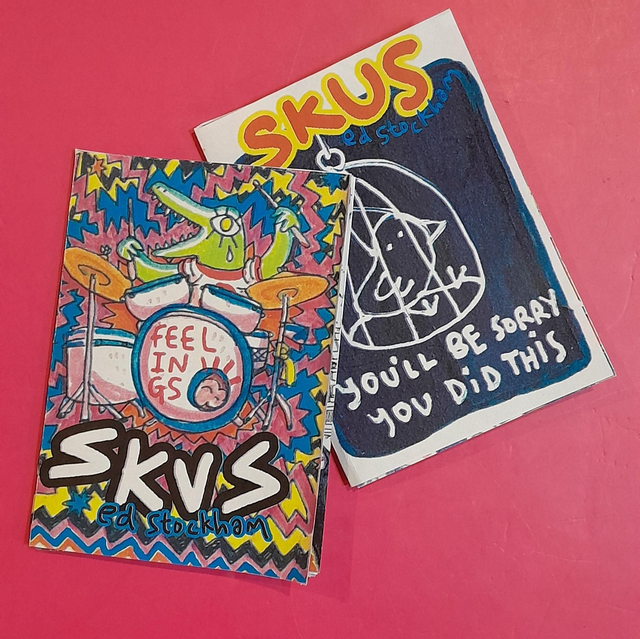 SKUS
ed stockham
YOU'LL BE SORRY
YOU DID THIS
FEEL
IN
GS
SKUS
ed stockham